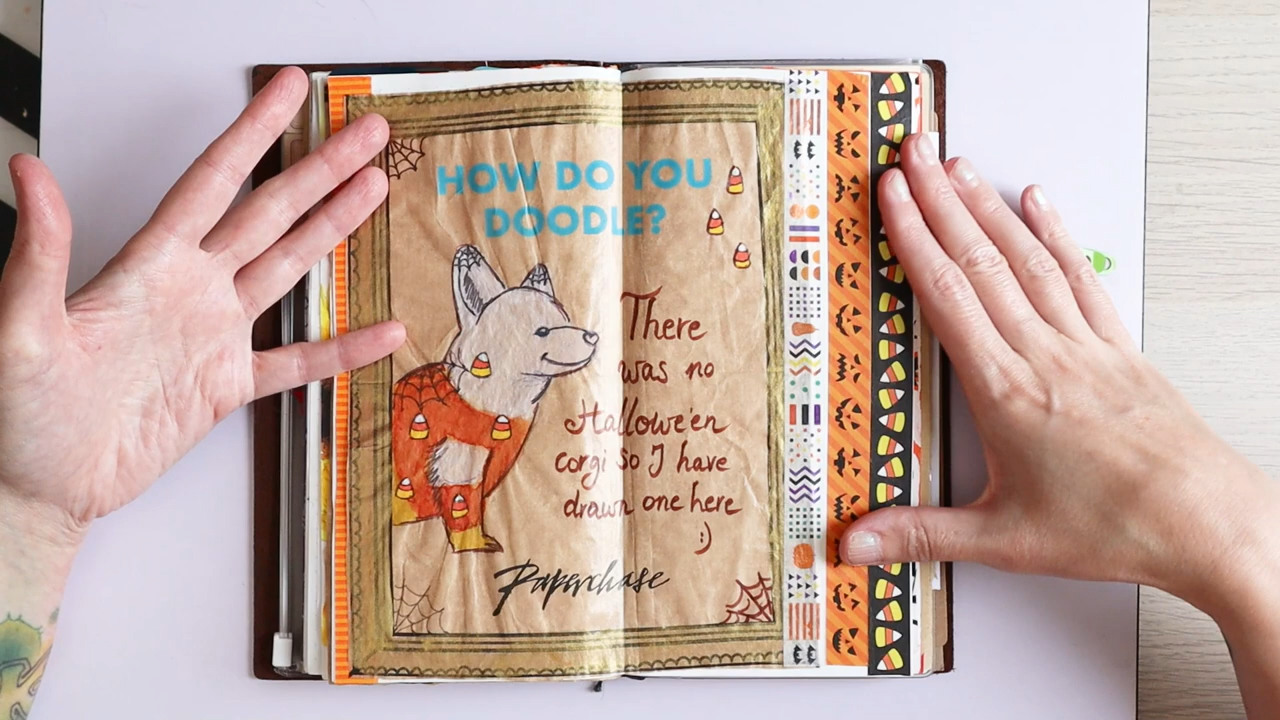 HOW DO YOU
DOODLE?
There
was no
Hallowe'en
corgi so I have
drawn one here
:)
Paperchase